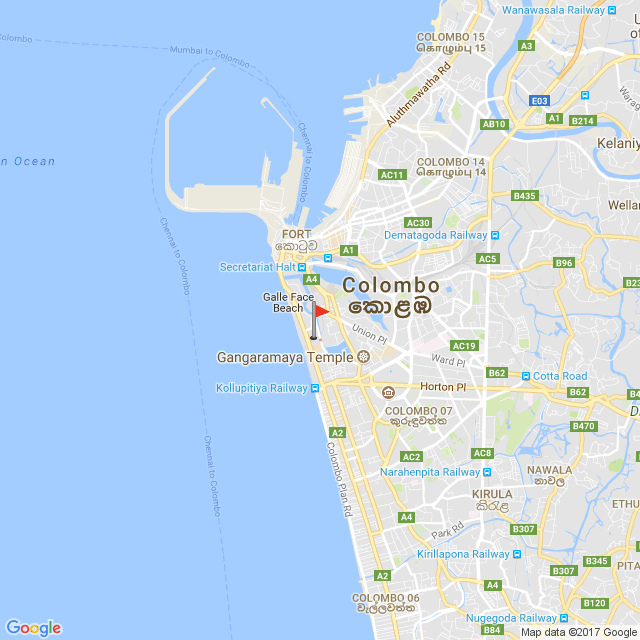 Wanawasala Railway
COLOMBO 15
கொழும்பு 15
A3
Mumbai to Colombo
Aluthmawatha Rd
E03
Chennai to Colombo
AB10
A1
B214
Kelaniy
n Ocean
COLOMBO 14
கொழும்பு 14
AC11
B435
Wellan
Chennai to Colombo
FORT
කොටුව
AC30
Dematagoda Railway
A1
Secretariat Halt
AC5
B96
A4
Colombo
කොළඹ
B23
Galle Face
Beach
Union Pl
AC19
Gangaramaya Temple
Ward Pl
B62
Cotta Road
Kollupitiya Railway
Horton Pl
B62
COLOMBO 07
කුරුඳුවත්ත
B470
A2
Chennai to Colombo
Colombo Plan Rd
AC2
AC8
Narahenpita Railway
NAWALA
නාවල
KIRULA
කිරුළ
ETHU
A4
Park Rd
B307
Kirillapona Railway
B307
B345
PITA
A2
A4
COLOMBO 06
වැල්ලවත්ත
B120
Nugegoda Railway
B84
Google
Map data ©2017 Google